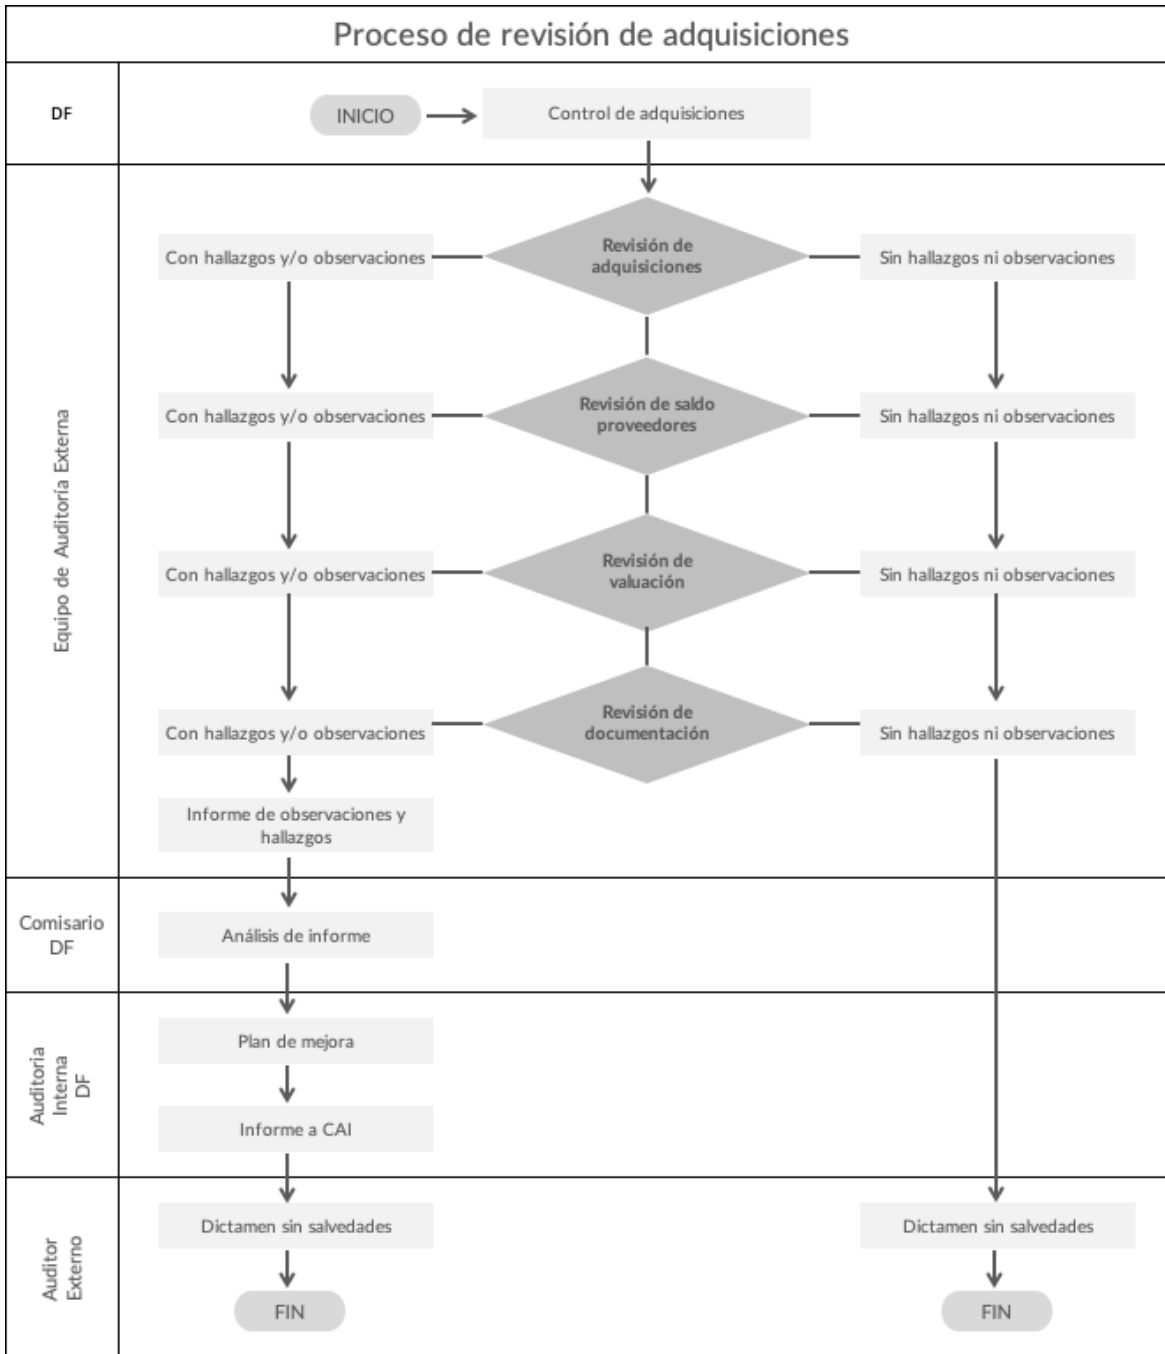 Proceso de revisión de adquisiciones
DF
INICIO
Control de adquisiciones
Equipo de Auditoría Externa
Con hallazgos y/o observaciones
Revisión de
adquisiciones
Sin hallazgos ni observaciones
Con hallazgos y/o observaciones
Revisión de saldo
proveedores
Sin hallazgos ni observaciones
Con hallazgos y/o observaciones
Revisión de
valuación
Sin hallazgos ni observaciones
Con hallazgos y/o observaciones
Revisión de
documentación
Sin hallazgos ni observaciones
Informe de observaciones y
hallazgos
Comisario
DF
Análisis de informe
Auditoria
Interna
DF
Plan de mejora
Informe a CAI
Auditor
Externo
Dictamen sin salvedades
Dictamen sin salvedades
FIN
FIN